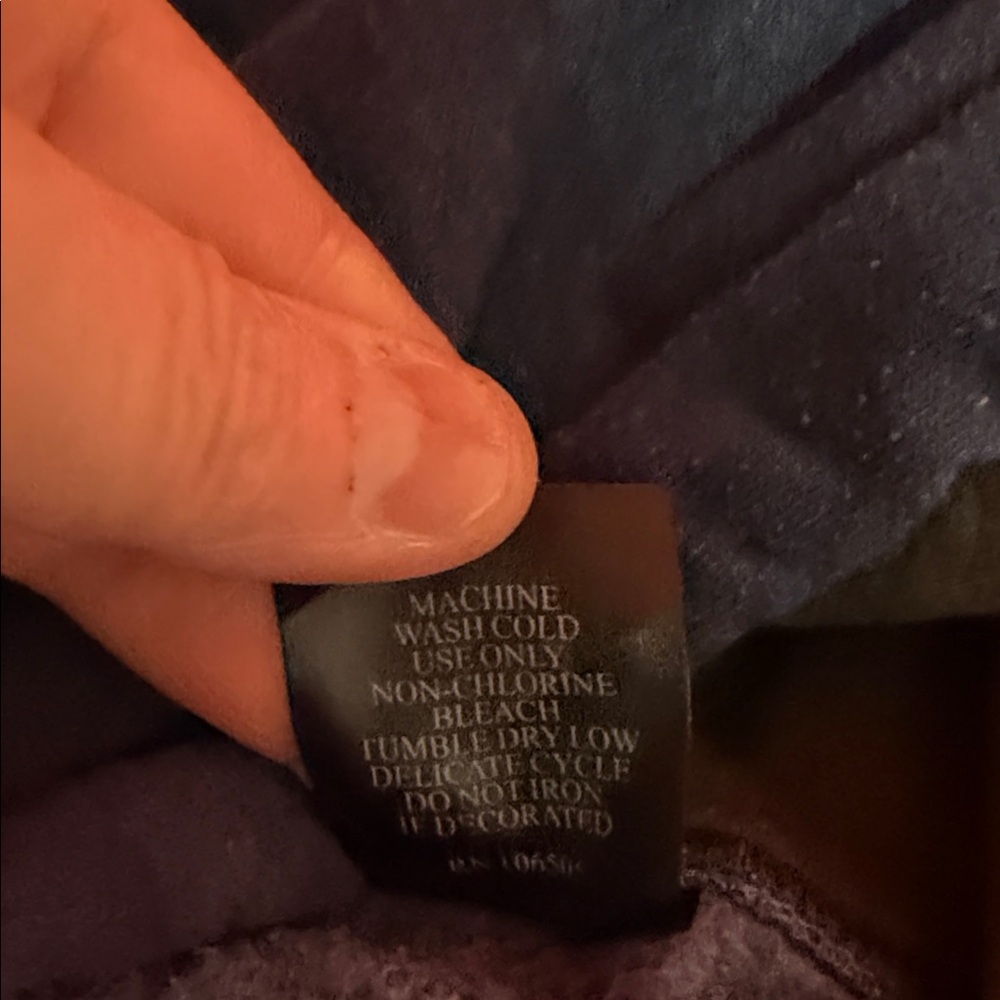 MACHINE
WASH COLD
USE ONLY
NON-CHLORINE
BLEACH
TUMBLE DRY LOW
DELICATE CYCLE
DO NOT IRON
IF DECORATED